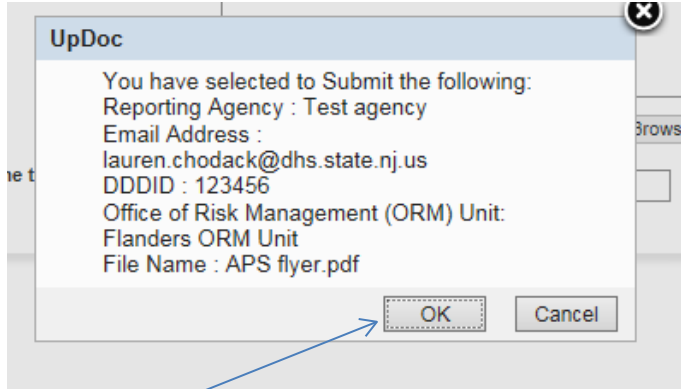 UpDoc
You have selected to Submit the following:
Reporting Agency : Test agency
Email Address :
lauren.chodack@dhs.state.nj.us
DDDID : 123456
Office of Risk Management (ORM) Unit:
Flanders ORM Unit
File Name : APS flyer.pdf
OK Cancel